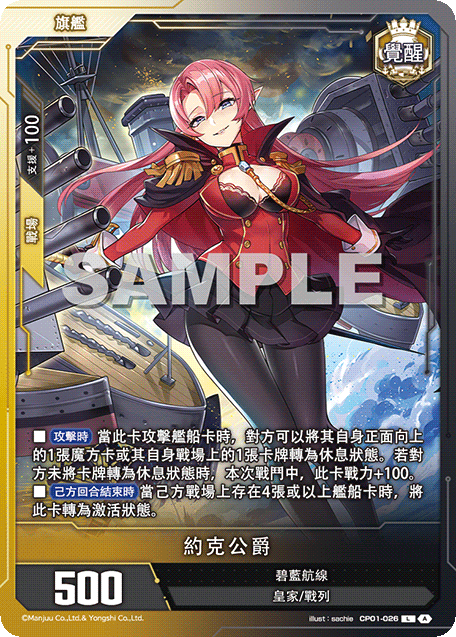 旗艦
覺醒
支援+100
戰場
SAMPLE
■ 攻擊時 當此卡攻擊艦船卡時，對方可以將其自身正面向上
的1張魔方卡或其自身戰場上的1張卡牌轉為休息狀態。若對
方未將卡牌轉為休息狀態時，本次戰鬥中，此卡戰力+100。
■ 己方回合結束時 當己方戰場上存在4張或以上艦船卡時，將
此卡轉為激活狀態。
約克公爵
500
碧藍航線
皇家/戰列
©Manjuu Co.,Ltd.& Yongshi Co.,Ltd.
illust : sachie CP01-026 L A